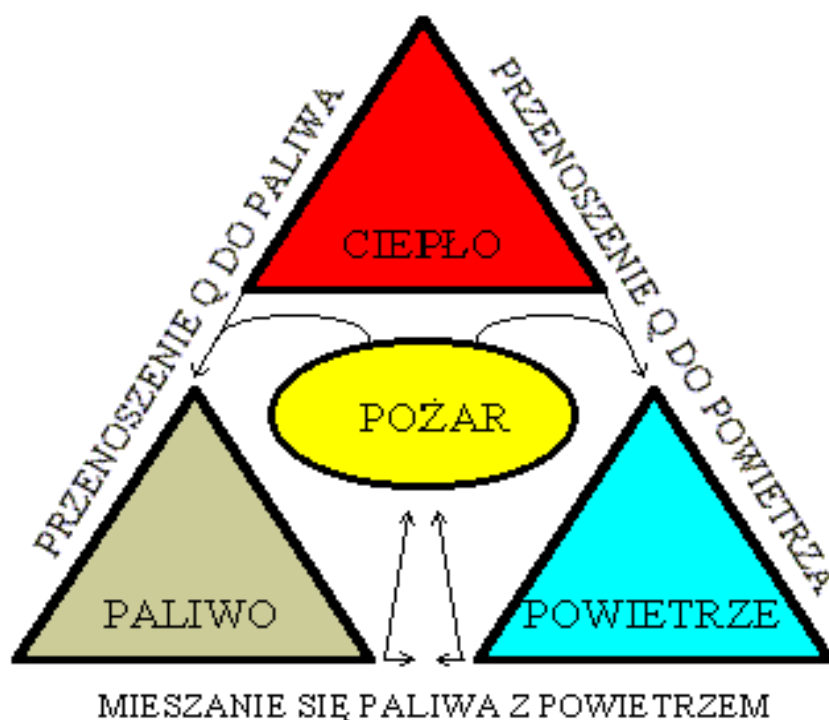 PRZENOSZENIE Q DO PALIWA
PRZENOSZENIE Q DO POWIETRZA
CIEPŁO
POŻAR
PALIWO
POWIETRZE
MIESZANIE SIĘ PALIWA Z POWIETRZEM